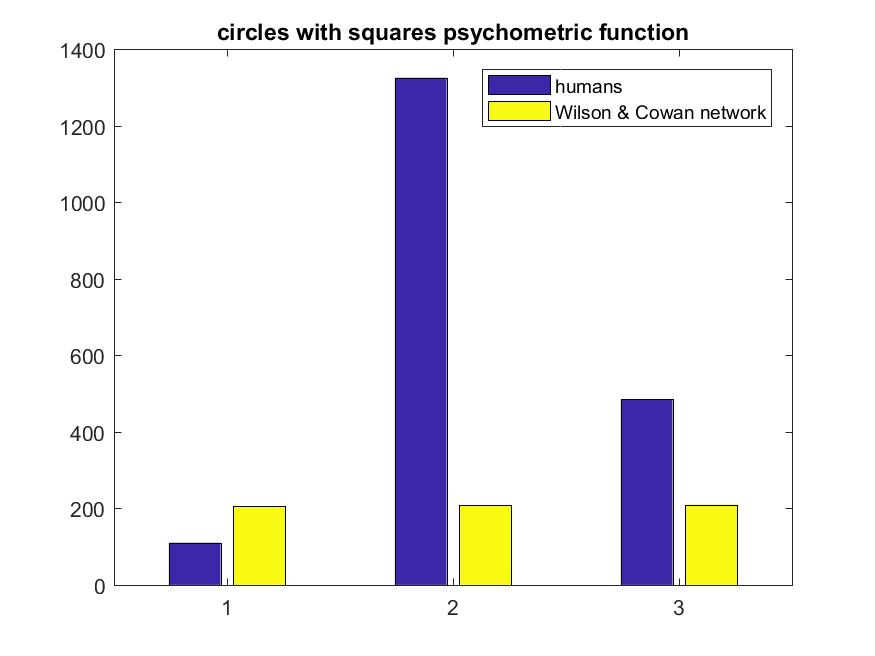 circles with squares psychometric function
humans
Wilson & Cowan network
1400
1200
1000
800
600
400
200
0
1 2 3